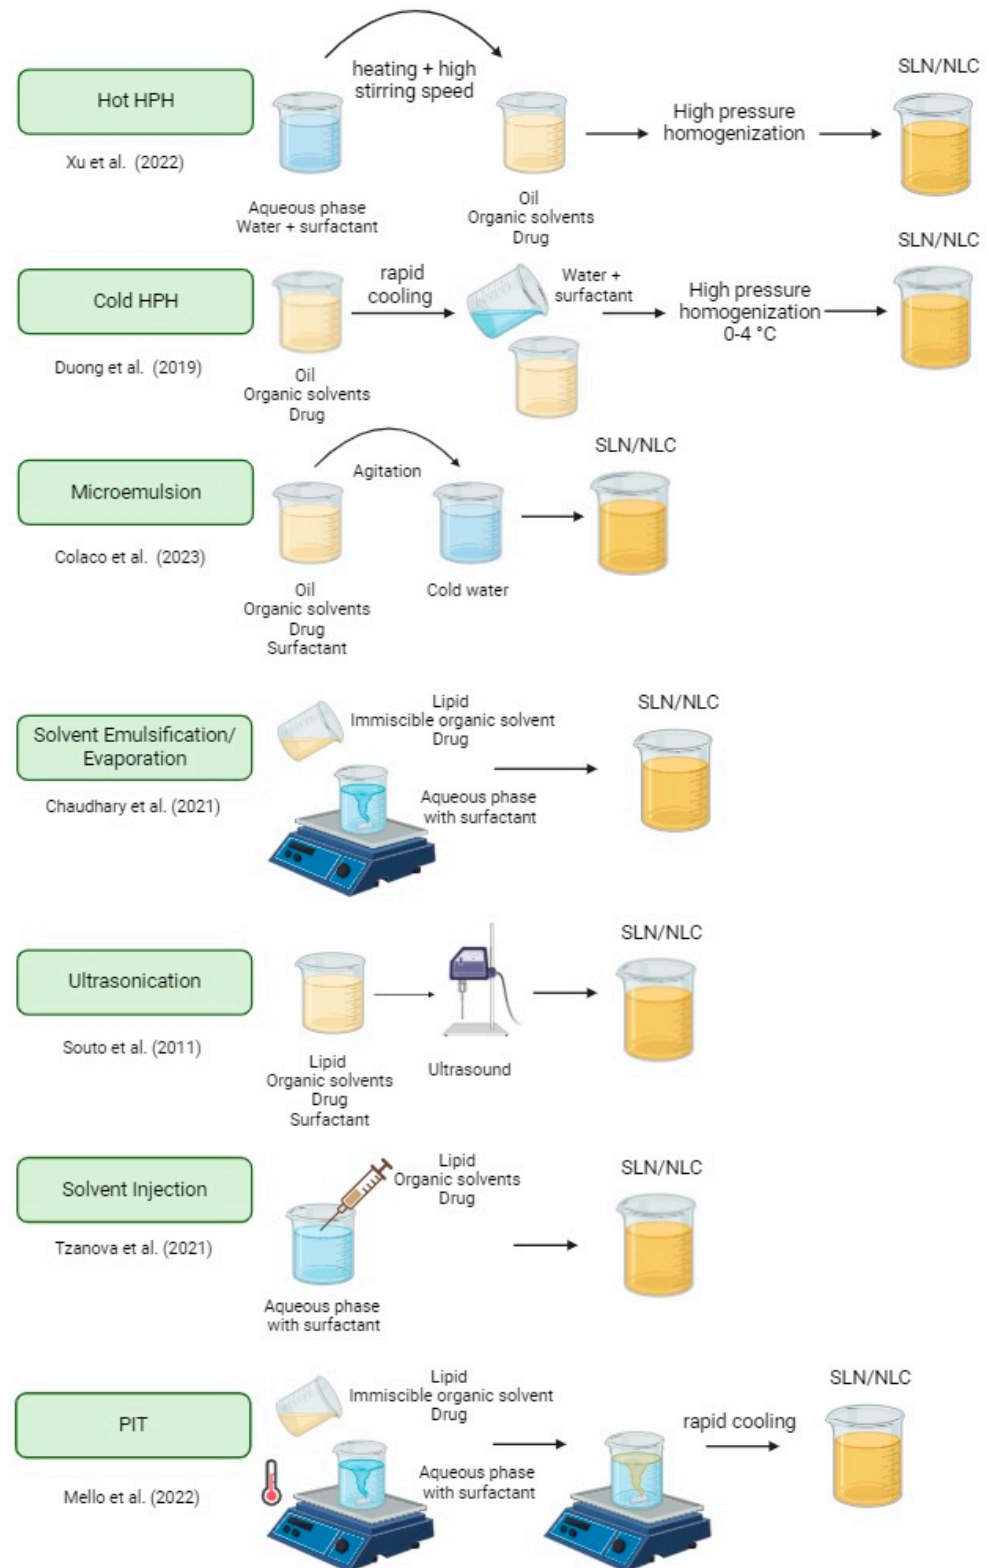 Hot HPH
Xu et al. (2022)
heating + high
stirring speed
Aqueous phase
Water + surfactant
Oil
Organic solvents
Drug
High pressure
homogenization
SLN/NLC
Cold HPH
Duong et al. (2019)
Oil
Organic solvents
Drug
rapid
cooling
Water +
surfactant
High pressure
homogenization
0-4 °C
SLN/NLC
Microemulsion
Colaco et al. (2023)
Agitation
Oil
Organic solvents
Drug
Surfactant
Cold water
SLN/NLC
Solvent Emulsification/
Evaporation
Chaudhary et al. (2021)
Lipid
Immiscible organic solvent
Drug
Aqueous phase
with surfactant
SLN/NLC
Ultrasonication
Souto et al. (2011)
Lipid
Organic solvents
Drug
Surfactant
Ultrasound
SLN/NLC
Solvent Injection
Tzanova et al. (2021)
Lipid
Organic solvents
Drug
Aqueous phase
with surfactant
SLN/NLC
PIT
Mello et al. (2022)
Lipid
Immiscible organic solvent
Drug
Aqueous phase
with surfactant
rapid cooling
SLN/NLC